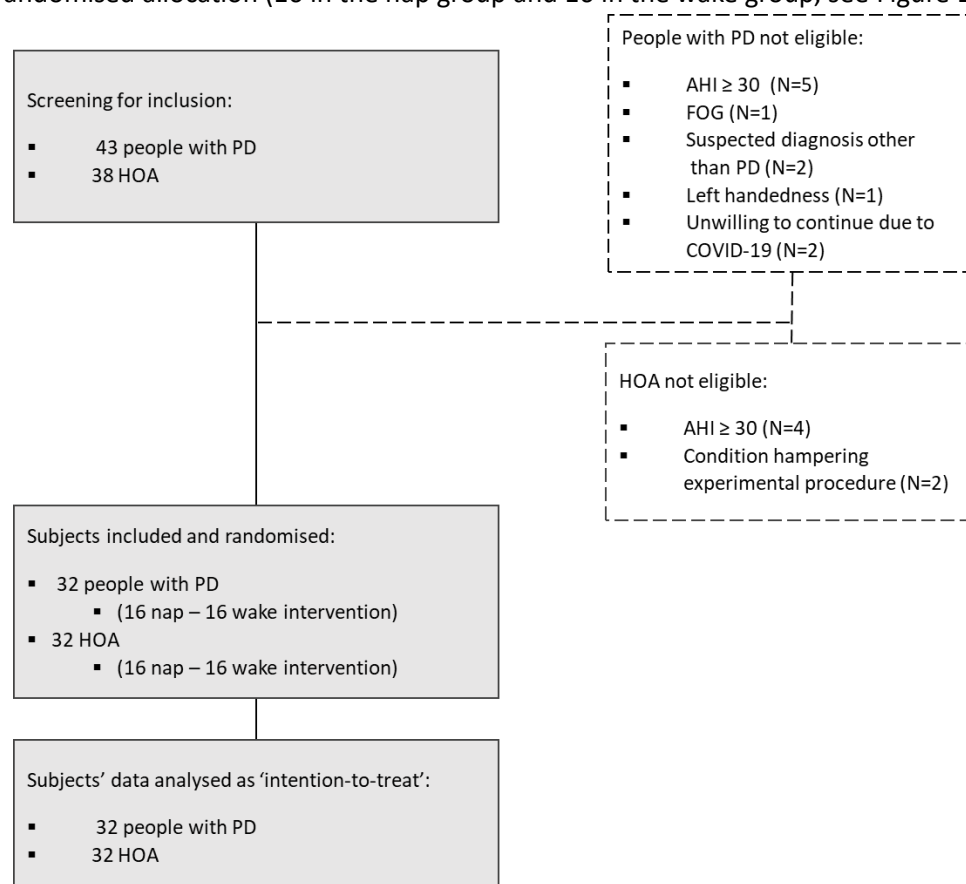 randomised allocation (16 in the nap group and 16 in the wake group, see Figure 1
People with PD not eligible:
▪ AHI ≥ 30 (N=5)
▪ FOG (N=1)
▪ Suspected diagnosis other
than PD (N=2)
▪ Left handedness (N=1)
▪ Unwilling to continue due to
COVID-19 (N=2)
Screening for inclusion:
▪ 43 people with PD
▪ 38 HOA
HOA not eligible:
▪ AHI ≥ 30 (N=4)
▪ Condition hampering
experimental procedure (N=2)
Subjects included and randomised:
▪ 32 people with PD
▪ (16 nap – 16 wake intervention)
▪ 32 HOA
▪ (16 nap – 16 wake intervention)
Subjects’ data analysed as ‘intention-to-treat’:
▪ 32 people with PD
▪ 32 HOA